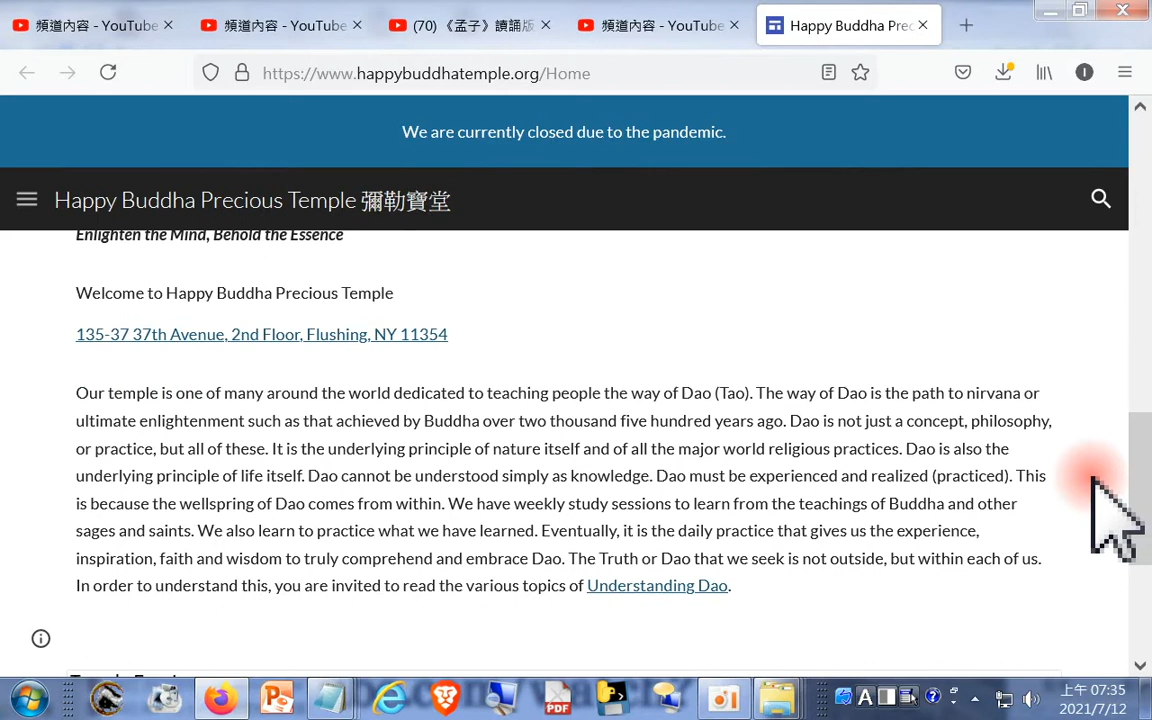 頻道內容 - YouTube
頻道內容 - YouTube
(70) 《孟子》讀誦版
頻道內容 - YouTube
Happy Buddha Prec
https://www.happybuddhatemple.org/Home
We are currently closed due to the pandemic.
Happy Buddha Precious Temple 彌勒寶堂
Enlighten the Mind, Behold the Essence
Welcome to Happy Buddha Precious Temple
135-37 37th Avenue, 2nd Floor, Flushing, NY 11354
Our temple is one of many around the world dedicated to teaching people the way of Dao (Tao). The way of Dao is the path to nirvana or
ultimate enlightenment such as that achieved by Buddha over two thousand five hundred years ago. Dao is not just a concept, philosophy,
or practice, but all of these. It is the underlying principle of nature itself and of all the major world religious practices. Dao is also the
underlying principle of life itself. Dao cannot be understood simply as knowledge. Dao must be experienced and realized (practiced). This
is because the wellspring of Dao comes from within. We have weekly study sessions to learn from the teachings of Buddha and other
sages and saints. We also learn to practice what we have learned. Eventually, it is the daily practice that gives us the experience,
inspiration, faith and wisdom to truly comprehend and embrace Dao. The Truth or Dao that we seek is not outside, but within each of us.
In order to understand this, you are invited to read the various topics of Understanding Dao.
上午 07:35
2021/7/12